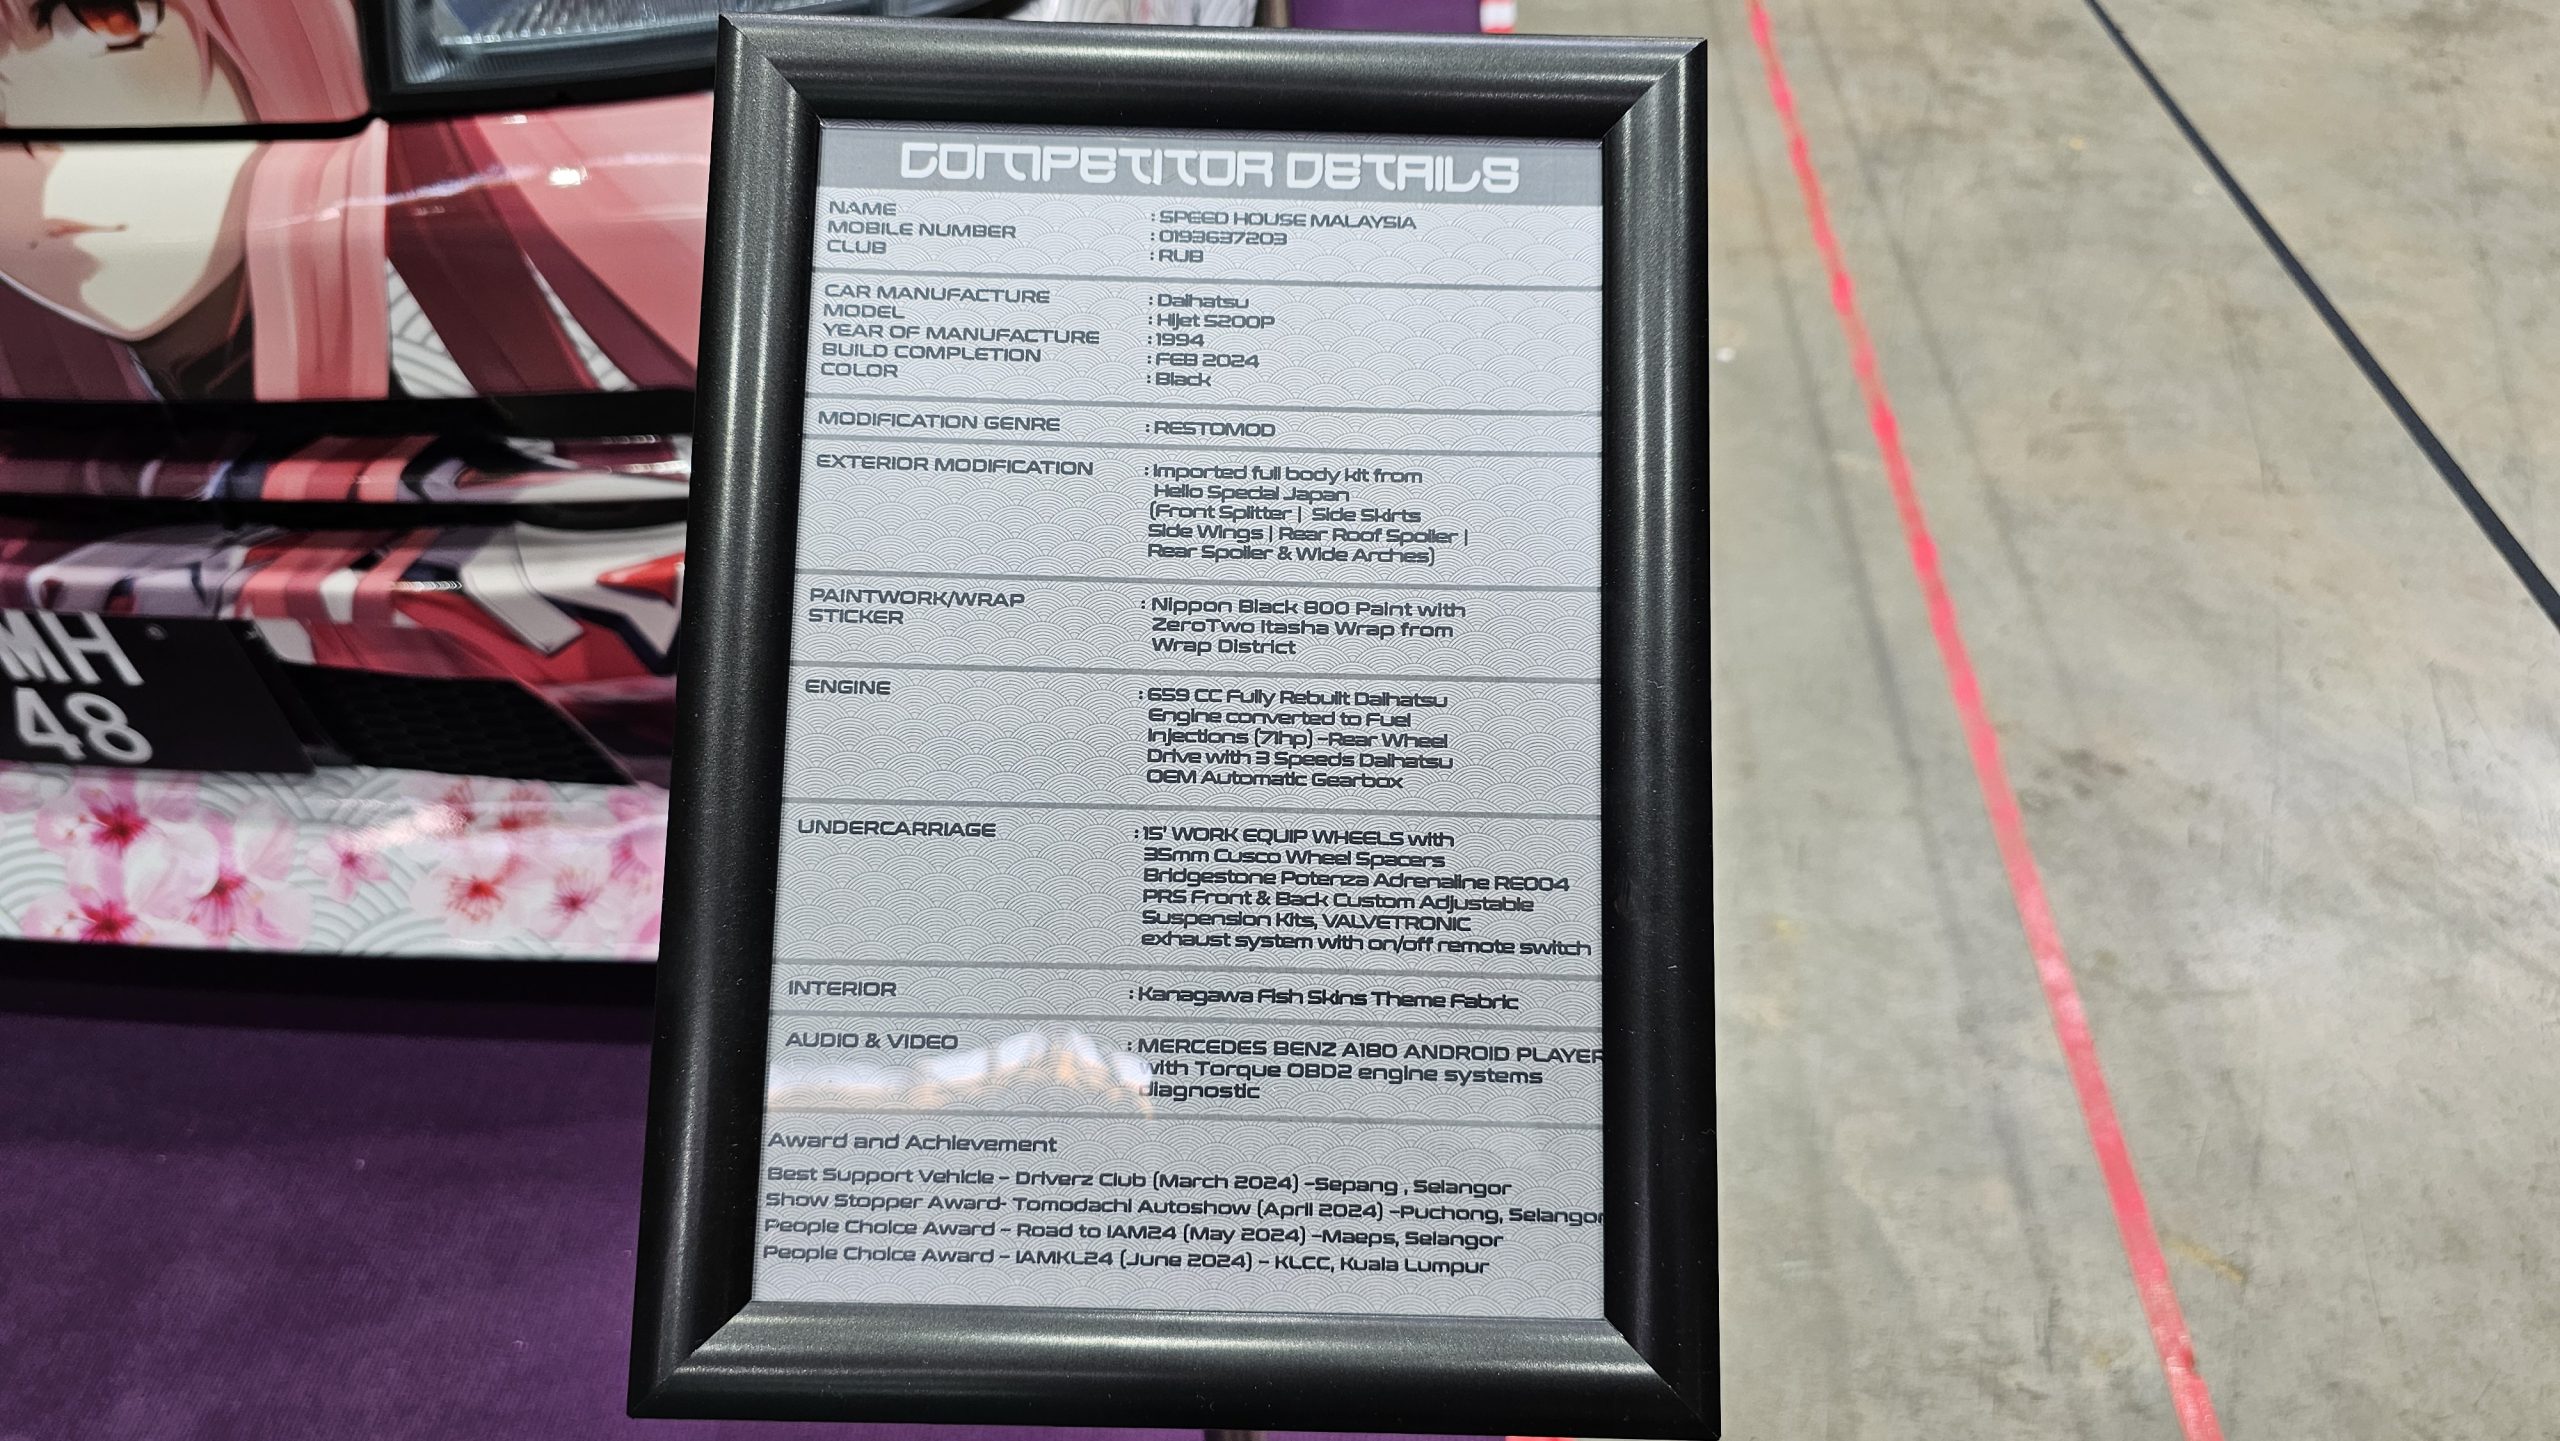 COMPETITOR DETAILS
NAME : SPEED HOUSE MALAYSIA
MOBILE NUMBER : 0193637203
CLUB : RUB
CAR MANUFACTURE : Daihatsu
MODEL : Hijet S200P
YEAR OF MANUFACTURE : 1994
BUILD COMPLETION : FEB 2024
COLOR : Black
MODIFICATION GENRE : RESTOMOD
EXTERIOR MODIFICATION : Imported full body kit from
Hello Special Japan
(Front Splitter | Side Skirts
Side Wings | Rear Roof Spoiler |
Rear Spoiler & Wide Arches)
PAINTWORK/WRAP : Nippon Black 800 Paint with
STICKER ZeroTwo Itasha Wrap from
Wrap District
ENGINE : 659 CC Fully Rebuilt Daihatsu
Engine converted to Fuel
Injections (71hp) -Rear Wheel
Drive with 3 Speeds Daihatsu
OEM Automatic Gearbox
UNDERCARRIAGE : 15' WORK EQUIP WHEELS with
35mm Cusco Wheel Spacers
Bridgestone Potenza Adrenaline RE004
PRS Front & Back Custom Adjustable
Suspension Kits, VALVETRONIC
exhaust system with on/off remote switch
INTERIOR : Kanagawa Fish Skins Theme Fabric
AUDIO & VIDEO : MERCEDES BENZ A180 ANDROID PLAYER
with Torque OBD2 engine systems
diagnostic
Award and Achievement
Best Support Vehicle - Driverz Club (March 2024) -Sepang , Selangor
Show Stopper Award- Tomodachi Autoshow (April 2024) -Puchong, Selangor
People Choice Award - Road to IAM24 (May 2024) -Maeps, Selangor
People Choice Award - IAMKL24 (June 2024) - KLCC, Kuala Lumpur
MH
48